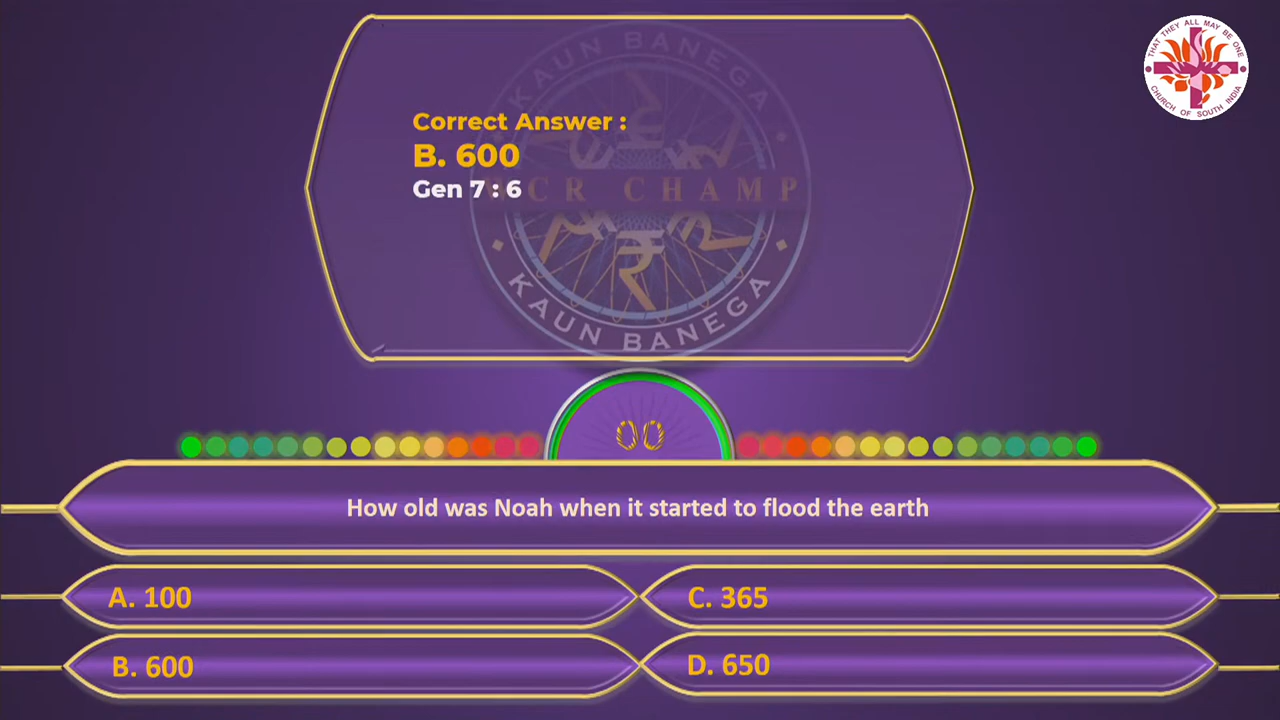 THAT THEY ALL MAY BE ONE
CHURCH OF SOUTH INDIA
KAUN BANEGA
Correct Answer :
B. 600
Gen 7 : 6
CR CHAMP
₹
KAUN BANEGA
00
How old was Noah when it started to flood the earth
A. 100
C. 365
B. 600
D. 650